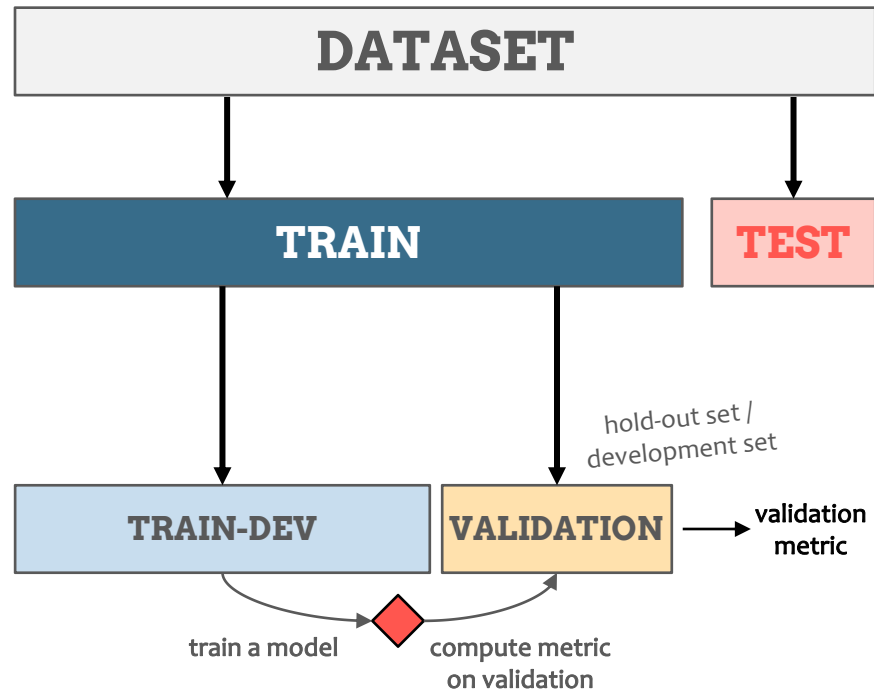 DATASET
TRAIN
TEST
hold-out set /
development set
TRAIN-DEV
VALIDATION
validation
metric
train a model
compute metric
on validation